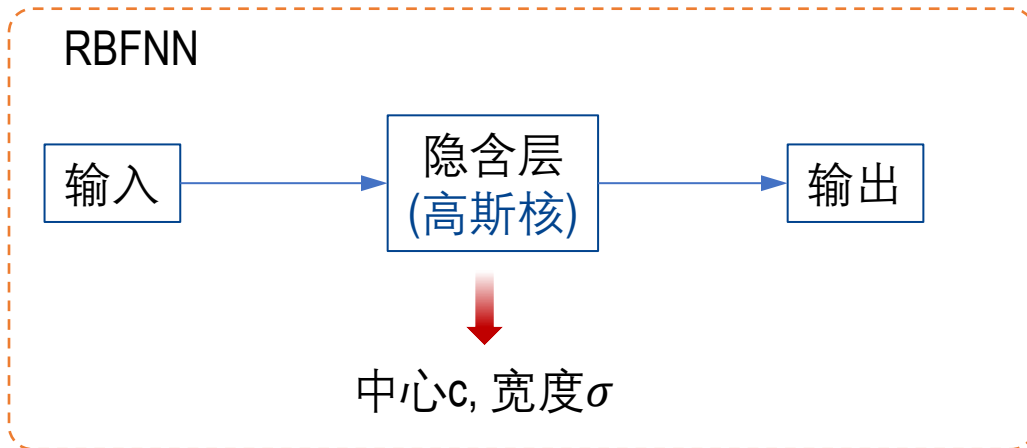 RBFNN
输入
隐含层
(高斯核)
输出
中心c, 宽度σ